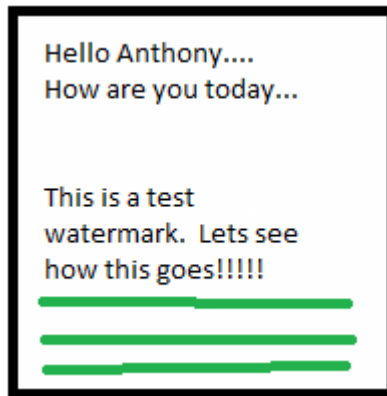 Hello Anthony....
How are you today...
This is a test
watermark.  Lets see
how this goes!!!!!